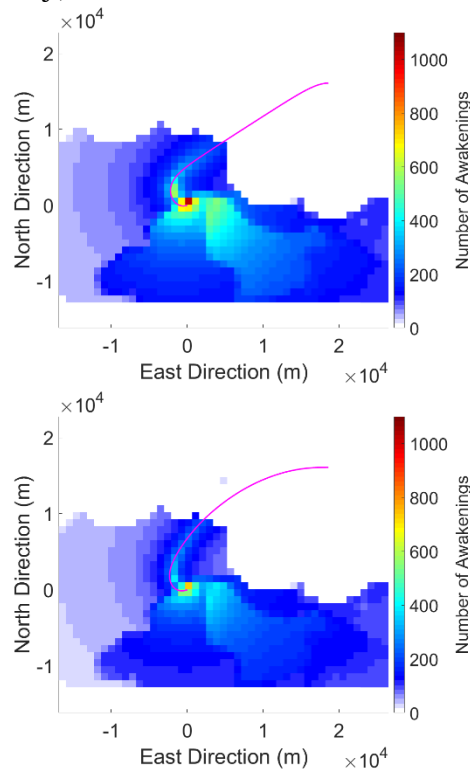 ×10⁴
2
1
0
-1
North Direction (m)
-1 0 1 2
East Direction (m) ×10⁴
1000
800
600
400
200
0
Number of Awakenings
×10⁴
2
1
0
-1
North Direction (m)
-1 0 1 2
East Direction (m)
×10⁴
1000
800
600
400
200
0
Number of Awakenings